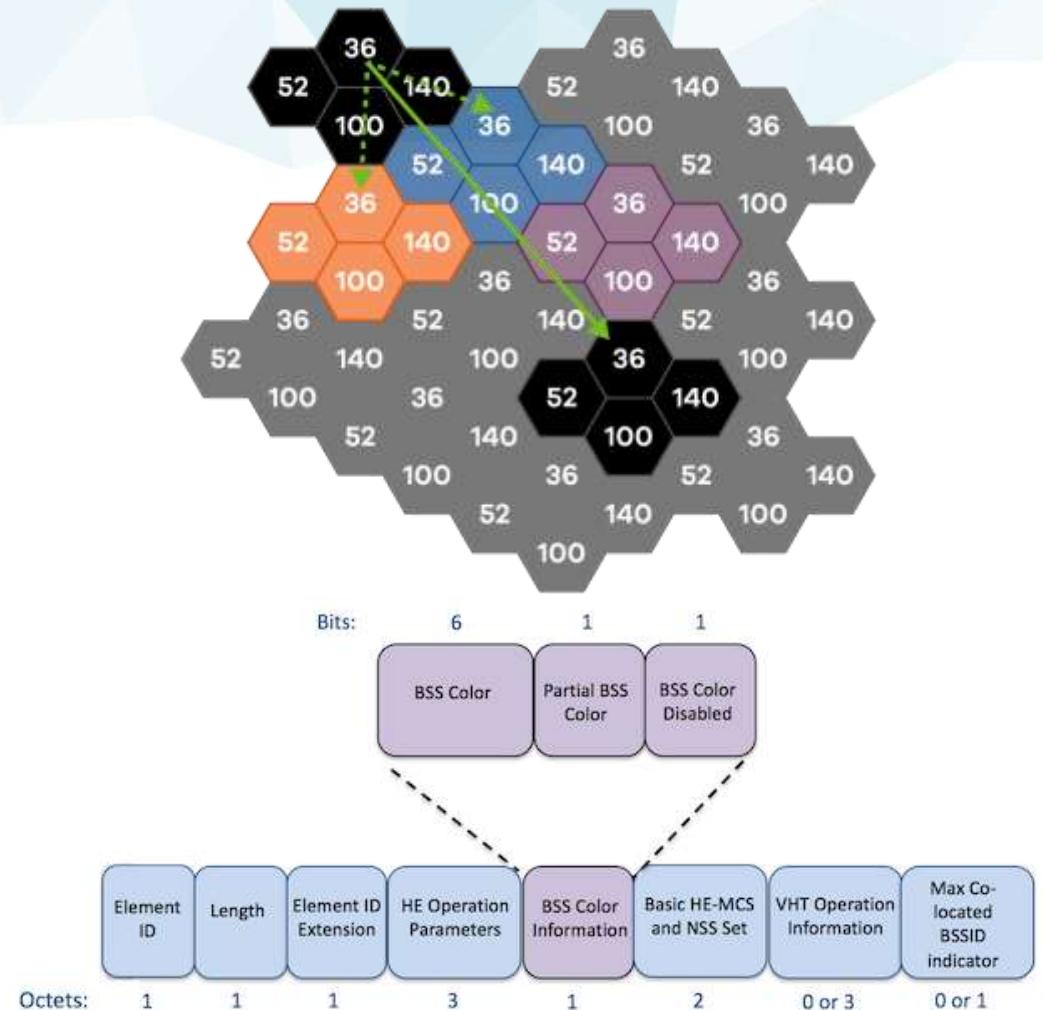 36 36
52 140 52 140
100 36 100 36
52 140 52 140
36 100 36 100
52 140 52 140
100 36 100 36
36 52 140 52 140
52 140 100 36 100
100 36 52 140
52 140 100 36
100 36 52 140
52 140 100
100
Bits: 6 1 1
BSS Color
Partial BSS
Color
BSS Color
Disabled
Element
ID
Length
Element ID
Extension
HE Operation
Parameters
BSS Color
Information
Basic HE-MCS
and NSS Set
VHT Operation
Information
Max Co-
located
BSSID
indicator
Octets: 1 1 1 3 1 2 0 or 3 0 or 1